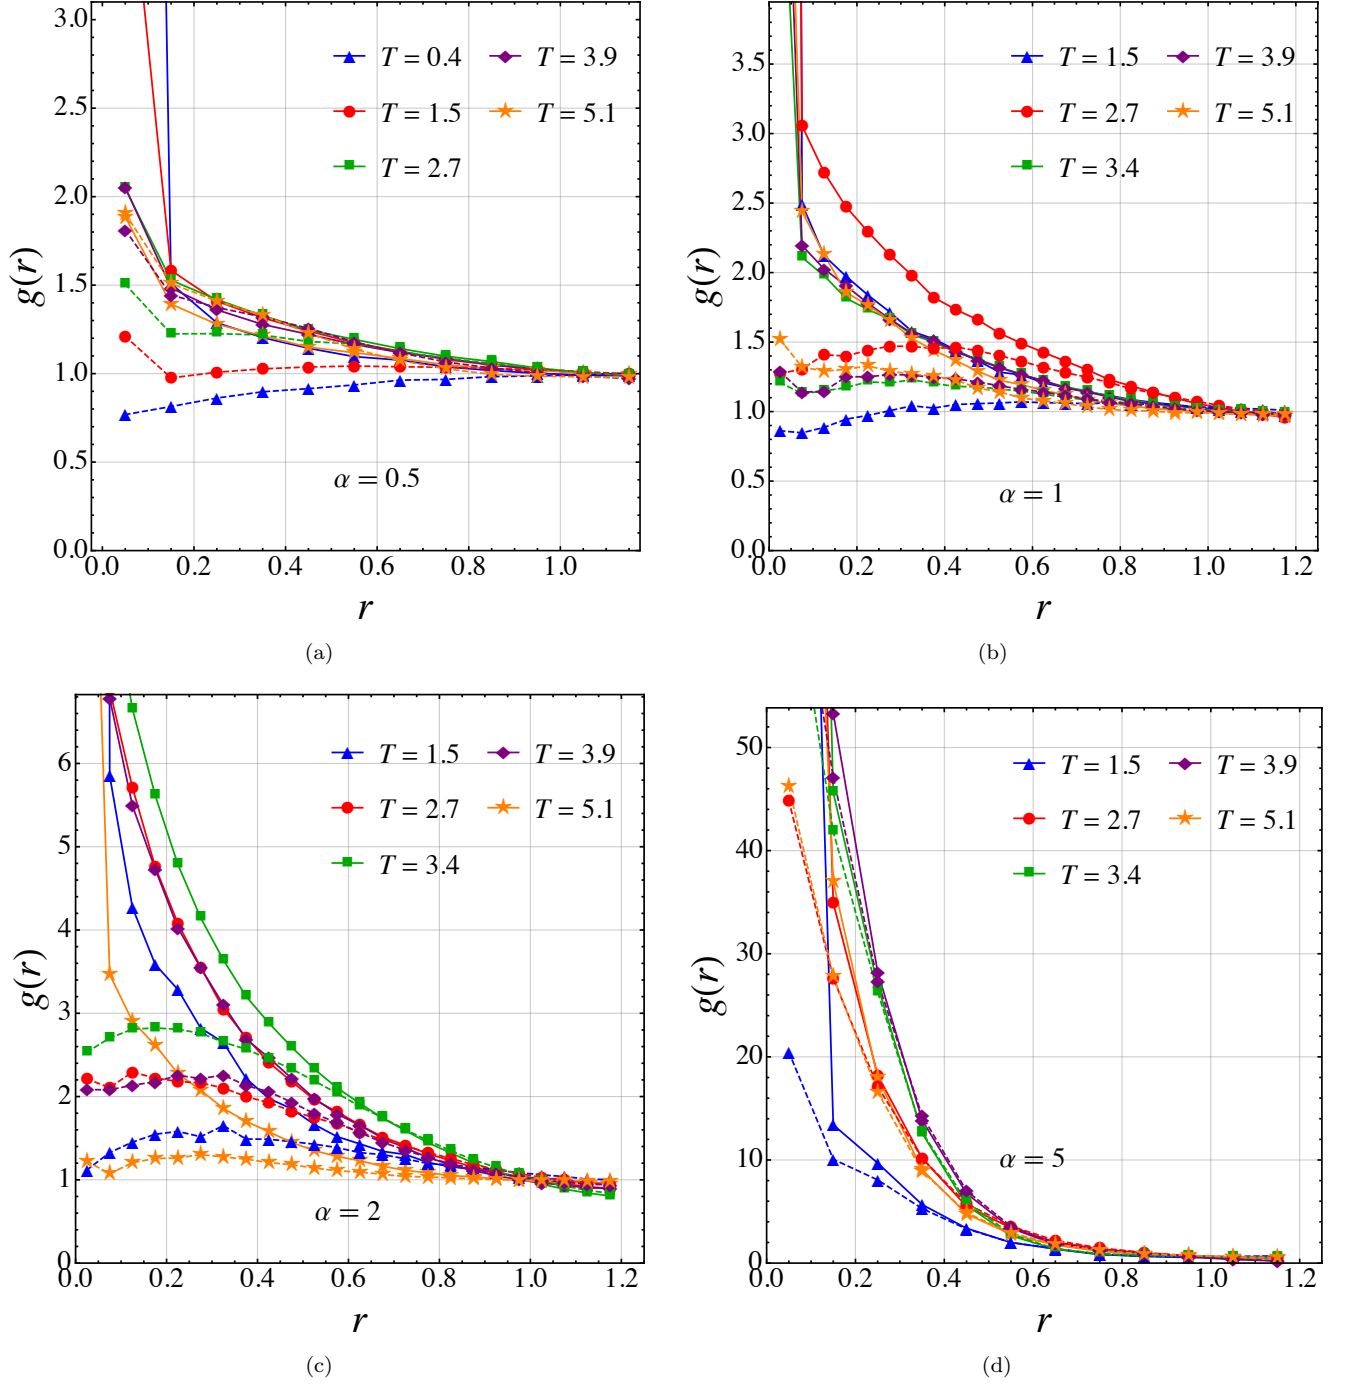 3.0
2.5
2.0
1.5
1.0
0.5
0.0
g(r)
T = 0.4
T = 3.9
T = 1.5
T = 5.1
T = 2.7
α = 0.5
0.0 0.2 0.4 0.6 0.8 1.0
r
(a)
3.5
3.0
2.5
2.0
1.5
1.0
0.5
0.0
g(r)
T = 1.5
T = 3.9
T = 2.7
T = 5.1
T = 3.4
α = 1
0.0 0.2 0.4 0.6 0.8 1.0 1.2
r
(b)
6
5
4
3
2
1
0
g(r)
T = 1.5
T = 3.9
T = 2.7
T = 5.1
T = 3.4
α = 2
0.0 0.2 0.4 0.6 0.8 1.0 1.2
r
(c)
50
40
30
20
10
0
g(r)
T = 1.5
T = 3.9
T = 2.7
T = 5.1
T = 3.4
α = 5
0.0 0.2 0.4 0.6 0.8 1.0 1.2
r
(d)